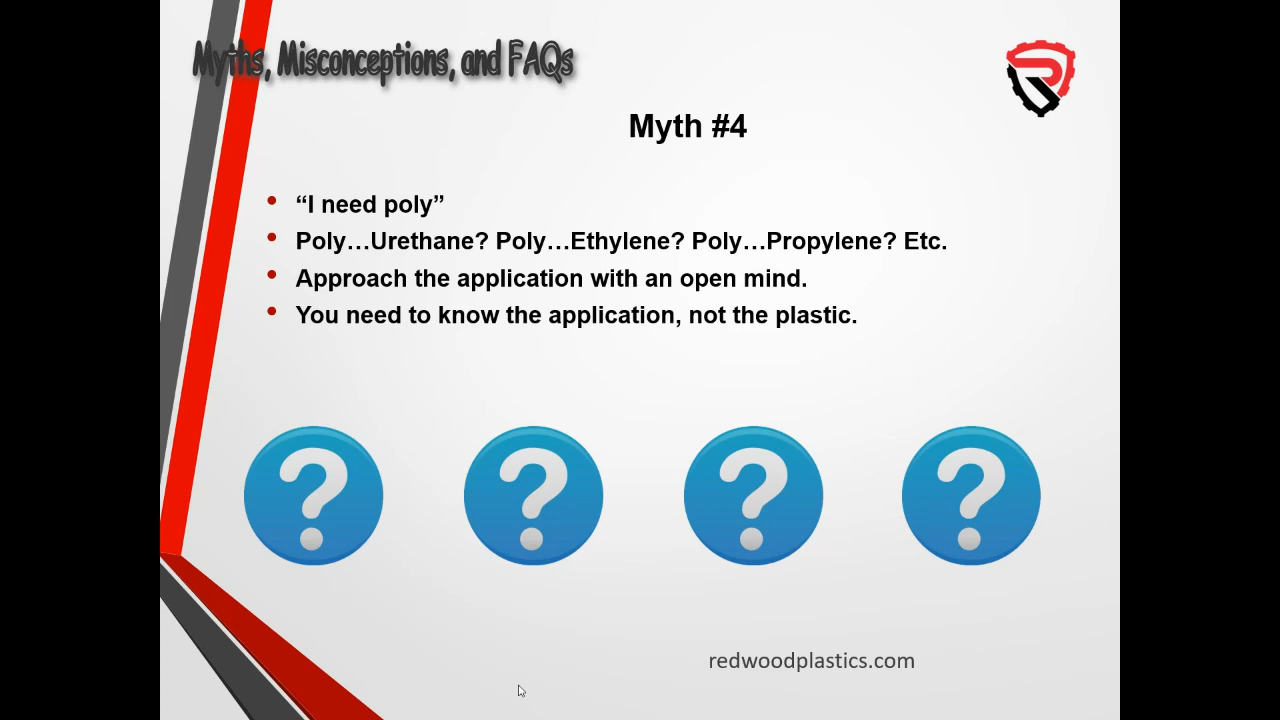 Myths, Misconceptions, and FAQs
Myth #4
“I need poly”
Poly…Urethane? Poly…Ethylene? Poly…Propylene? Etc.
Approach the application with an open mind.
You need to know the application, not the plastic.
? ? ? ?
redwoodplastics.com